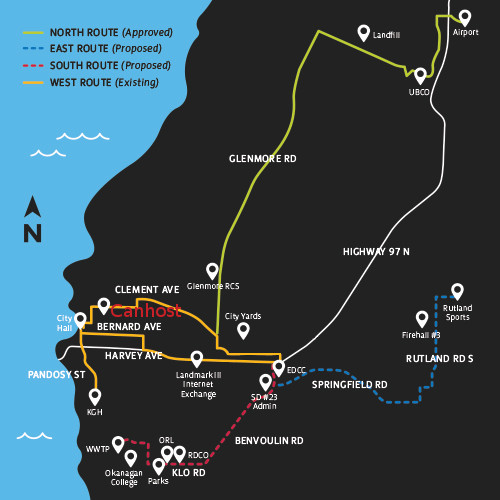 NORTH ROUTE (Approved)
EAST ROUTE (Proposed)
SOUTH ROUTE (Proposed)
WEST ROUTE (Existing)
Airport
Landfill
UBCO
GLENMORE RD
N
HIGHWAY 97 N
Glenmore RCS
CLEMENT AVE
Canhost
City
Hall
BERNARD AVE
City Yards
Rutland
Sports
Firehall #3
HARVEY AVE
RUTLAND RD S
Landmark III
Internet
Exchange
EDCC
PANDOSY ST
SD #23
Admin
SPRINGFIELD RD
KGH
BENVOULIN RD
WWTP
ORL
RDCO
Okanagan
College
Parks
KLO RD